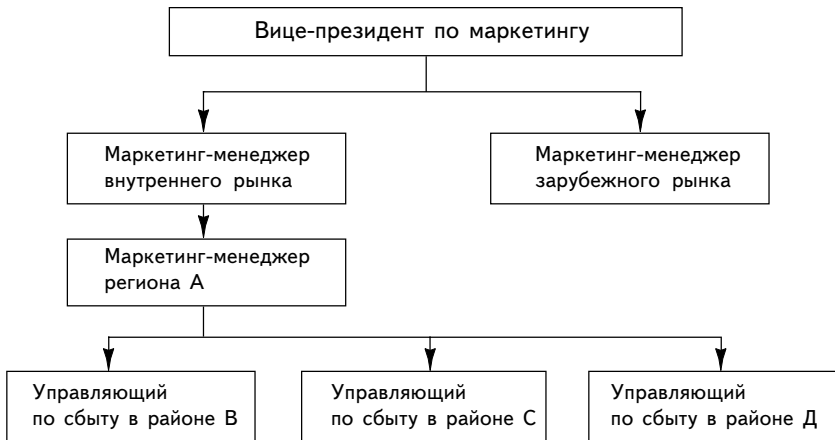 Вице-президент по маркетингу
Маркетинг-менеджер
внутреннего рынка
Маркетинг-менеджер
зарубежного рынка
Маркетинг-менеджер
региона А
Управляющий
по сбыту в районе В
Управляющий
по сбыту в районе С
Управляющий
по сбыту в районе Д